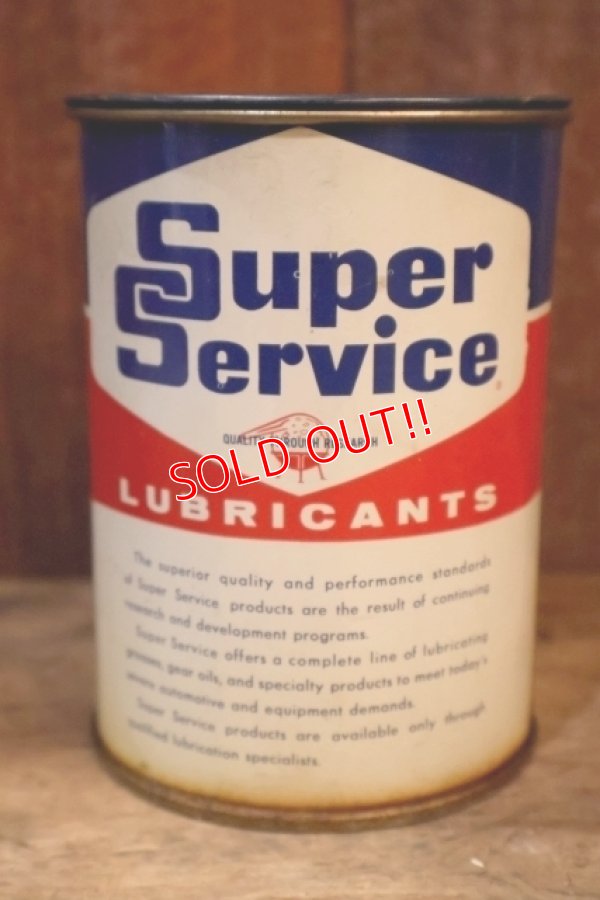 Super
Service
®
QUALITY THROUGH RESEARCH
SOLD OUT!!
LUBRICANTS
The superior quality and performance standards
of Super Service products are the result of continuing
research and development programs.
Super Service offers a complete line of lubricating
greases, gear oils, and specialty products to meet today's
severe automotive and equipment demands.
Super Service products are available only through
qualified lubrication specialists.